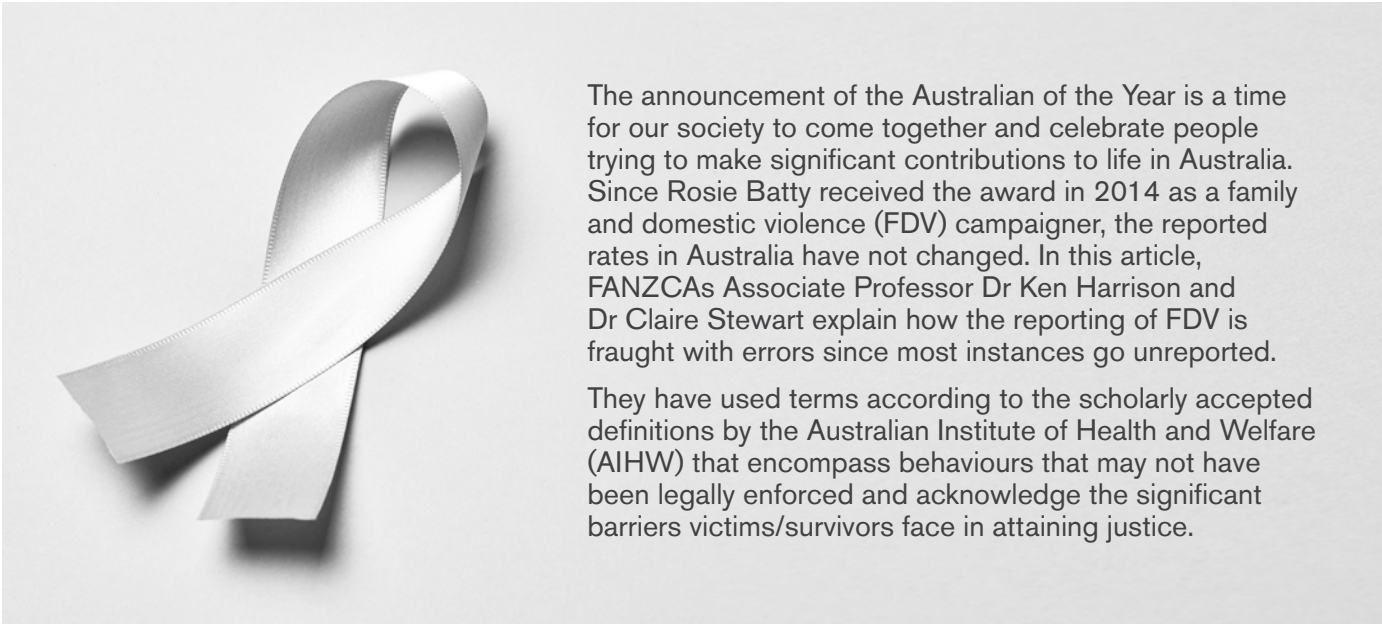 The announcement of the Australian of the Year is a time
for our society to come together and celebrate people
trying to make significant contributions to life in Australia.
Since Rosie Batty received the award in 2014 as a family
and domestic violence (FDV) campaigner, the reported
rates in Australia have not changed. In this article,
FANZCAs Associate Professor Dr Ken Harrison and
Dr Claire Stewart explain how the reporting of FDV is
fraught with errors since most instances go unreported.
They have used terms according to the scholarly accepted
definitions by the Australian Institute of Health and Welfare
(AIHW) that encompass behaviours that may not have
been legally enforced and acknowledge the significant
barriers victims/survivors face in attaining justice.